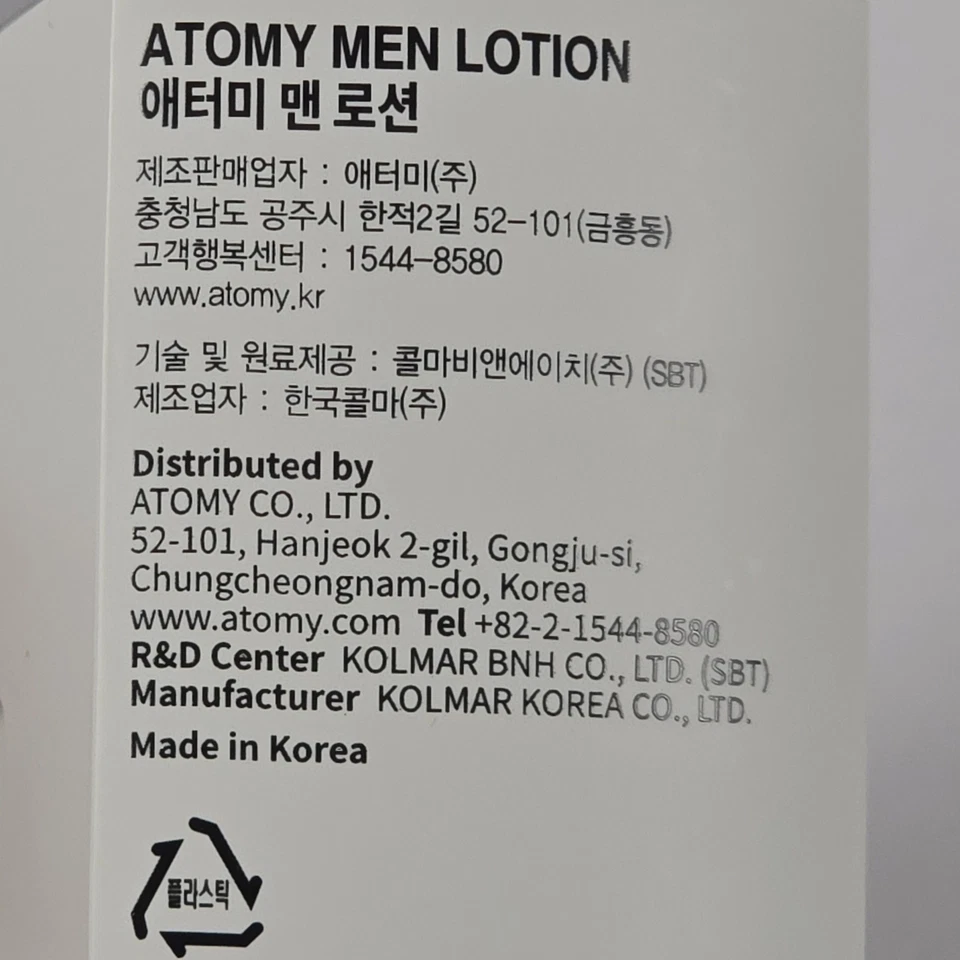 ATOMY MEN LOTION
애터미 맨 로션
제조판매업자 : 애터미(주)
충청남도 공주시 한적2길 52-101(금흥동)
고객행복센터 : 1544-8580
www.atomy.kr
기술 및 원료제공 : 콜마비앤에이치(주) (SBT)
제조업자 : 한국콜마(주)
Distributed by
ATOMY CO., LTD.
52-101, Hanjeok 2-gil, Gongju-si,
Chungcheongnam-do, Korea
www.atomy.com Tel +82-2-1544-8580
R&D Center KOLMAR BNH CO., LTD. (SBT)
Manufacturer KOLMAR KOREA CO., LTD.
Made in Korea
플라스틱